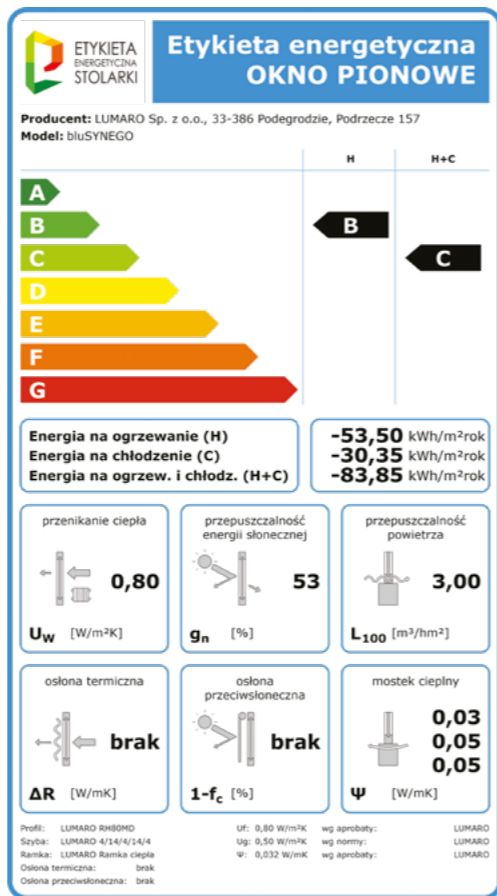 ETYKIETA
ENERGETYCZNA
STOLARKI
Etykieta energetyczna
OKNO PIONOWE
Producent: LUMARO Sp. z o.o., 33-386 Podegrodzie, Podrzecze 157
Model: bluSYNEGO
H H+C
A
B B
C C
D
E
F
G
Energia na ogrzewanie (H) -53,50 kWh/m²rok
Energia na chłodzenie (C) -30,35 kWh/m²rok
Energia na ogrzew. i chłodz. (H+C) -83,85 kWh/m²rok
przenikanie ciepła
0,80
Uw [W/m²K]
przepuszczalność
energii słonecznej
53
gn [%]
przepuszczalność
powietrza
3,00
L100 [m³/hm²]
osłona termiczna
brak
ΔR [W/mK]
osłona
przeciwsłoneczna
brak
1-fc [%]
mostek cieplny
0,03
0,05
0,05
Ψ [W/mK]
Profil: LUMARO RH80MD Uf: 0,80 W/m²K wg aprobaty: LUMARO
Szyba: LUMARO 4/14/4/14/4 Ug: 0,50 W/m²K wg normy: LUMARO
Ramka: LUMARO Ramka ciepła Ψ: 0,032 W/mK wg aprobaty: LUMARO
Osłona termiczna: brak
Osłona przeciwsłoneczna: brak